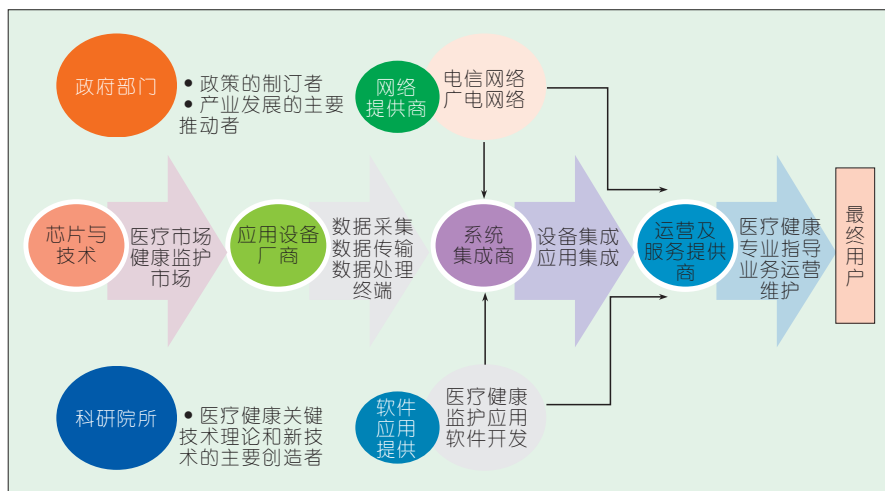 政府部门
• 政策的制订者
• 产业发展的主要
推动者
网络
提供商
电信网络
广电网络
芯片与
技术
医疗市场
健康监护
市场
应用设备
厂商
数据采集
数据传输
数据处理
终端
系统
集成商
设备集成
应用集成
运营及
服务提供
商
医疗健康
专业指导
业务运营
维护
最终用户
科研院所
• 医疗健康关键
技术理论和新技
术的主要创造者
软件
应用
提供
医疗健康
监护应用
软件开发